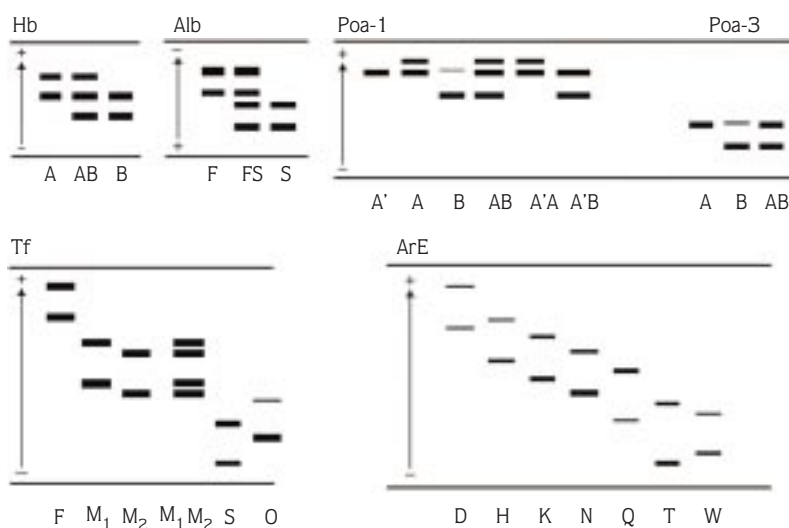 Hb
Alb
Poa-1
Poa-3
+
−
−
+
+
−
A AB B
F FS S
A' A B AB A'A A'B
A B AB
Tf
ArE
+
−
+
−
F M₁ M₂ M₁M₂ S O
D H K N Q T W